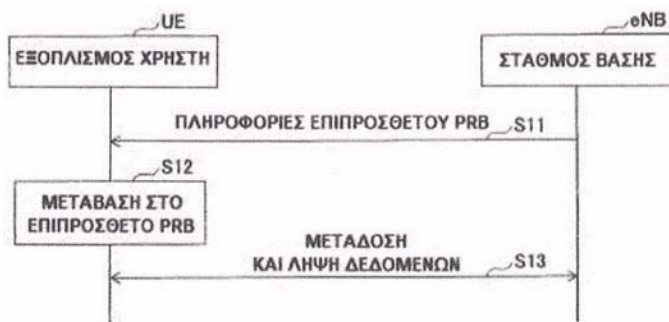 UE
eNB
ΕΞΟΠΛΙΣΜΟΣ ΧΡΗΣΤΗ
ΣΤΑΘΜΟΣ ΒΑΣΗΣ
ΠΛΗΡΟΦΟΡΙΕΣ ΕΠΙΠΡΟΣΘΕΤΟΥ PRB
S11
S12
ΜΕΤΑΒΑΣΗ ΣΤΟ
ΕΠΙΠΡΟΣΘΕΤΟ PRB
ΜΕΤΑΔΟΣΗ
ΚΑΙ ΛΗΨΗ ΔΕΔΟΜΕΝΩΝ
S13